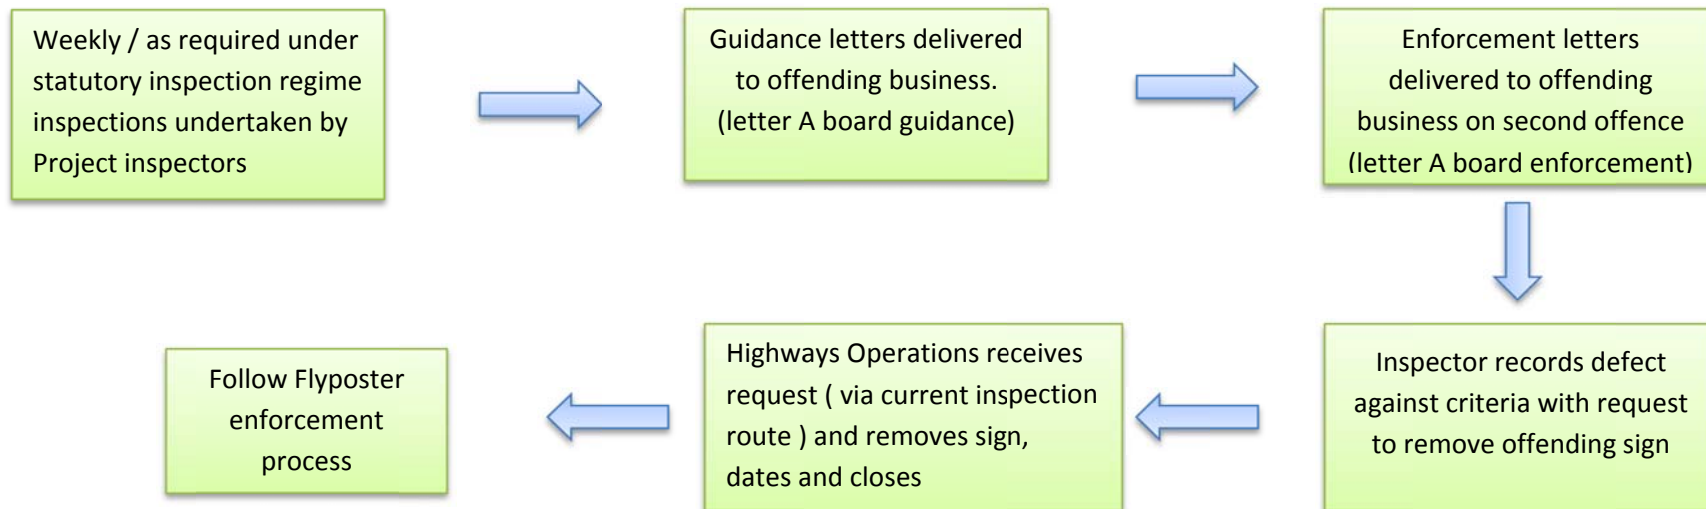 Weekly / as required under
statutory inspection regime
inspections undertaken by
Project inspectors
Guidance letters delivered
to offending business.
(letter A board guidance)
Enforcement letters
delivered to offending
business on second offence
(letter A board enforcement)
Inspector records defect
against criteria with request
to remove offending sign
Highways Operations receives
request ( via current inspection
route ) and removes sign,
dates and closes
Follow Flyposter
enforcement
process